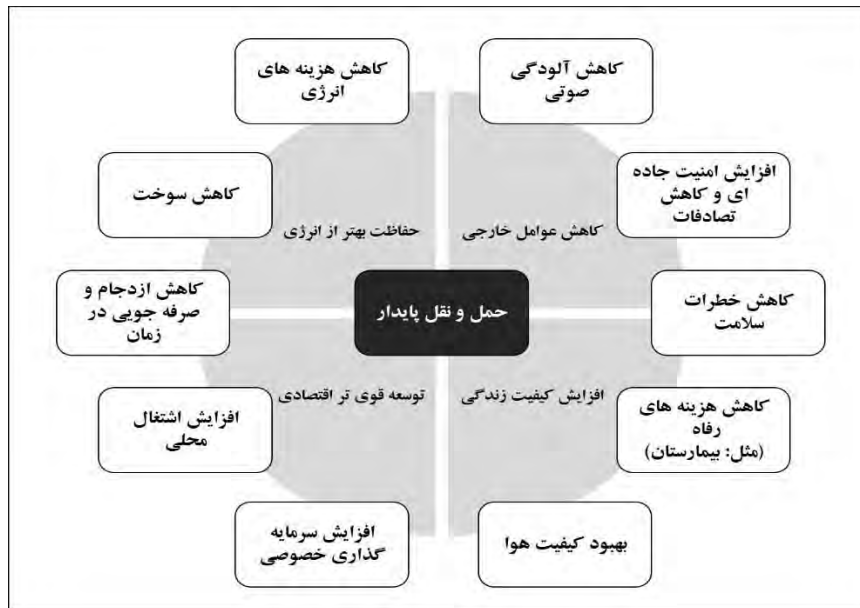 کاهش آلودگی
صوتی
کاهش هزینه های
انرژی
افزایش امنیت جاده
ای و کاهش
تصادفات
کاهش سوخت
کاهش عوامل خارجی
حفاظت بهتر از انرژی
کاهش خطرات
سلامت
حمل و نقل پایدار
کاهش ازدجام و
صرفه جویی در
زمان
افزایش کیفیت زندگی
توسعه قوی تر اقتصادی
کاهش هزینه های
رفاه
(مثل: بیمارستان)
افزایش اشتغال
محلی
بهبود کیفیت هوا
افزایش سرمایه
گذاری خصوصی